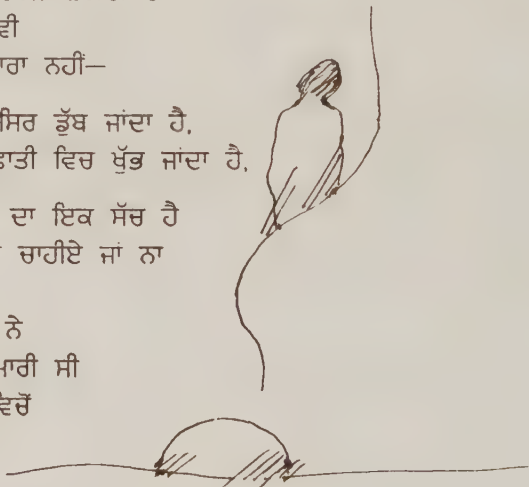 ਵੀ
ਨਹੀਂ—
ਸਿਰ ਡੁੱਬ ਜਾਂਦਾ ਹੈ,
ਵਿਚ ਖੁੱਭ ਜਾਂਦਾ ਹੈ,
ਦਾ ਇਕ ਸੱਚ ਹੈ
ਚਾਹੀਏ ਜਾਂ ਨਾ
ਨੇ
ਸੀ